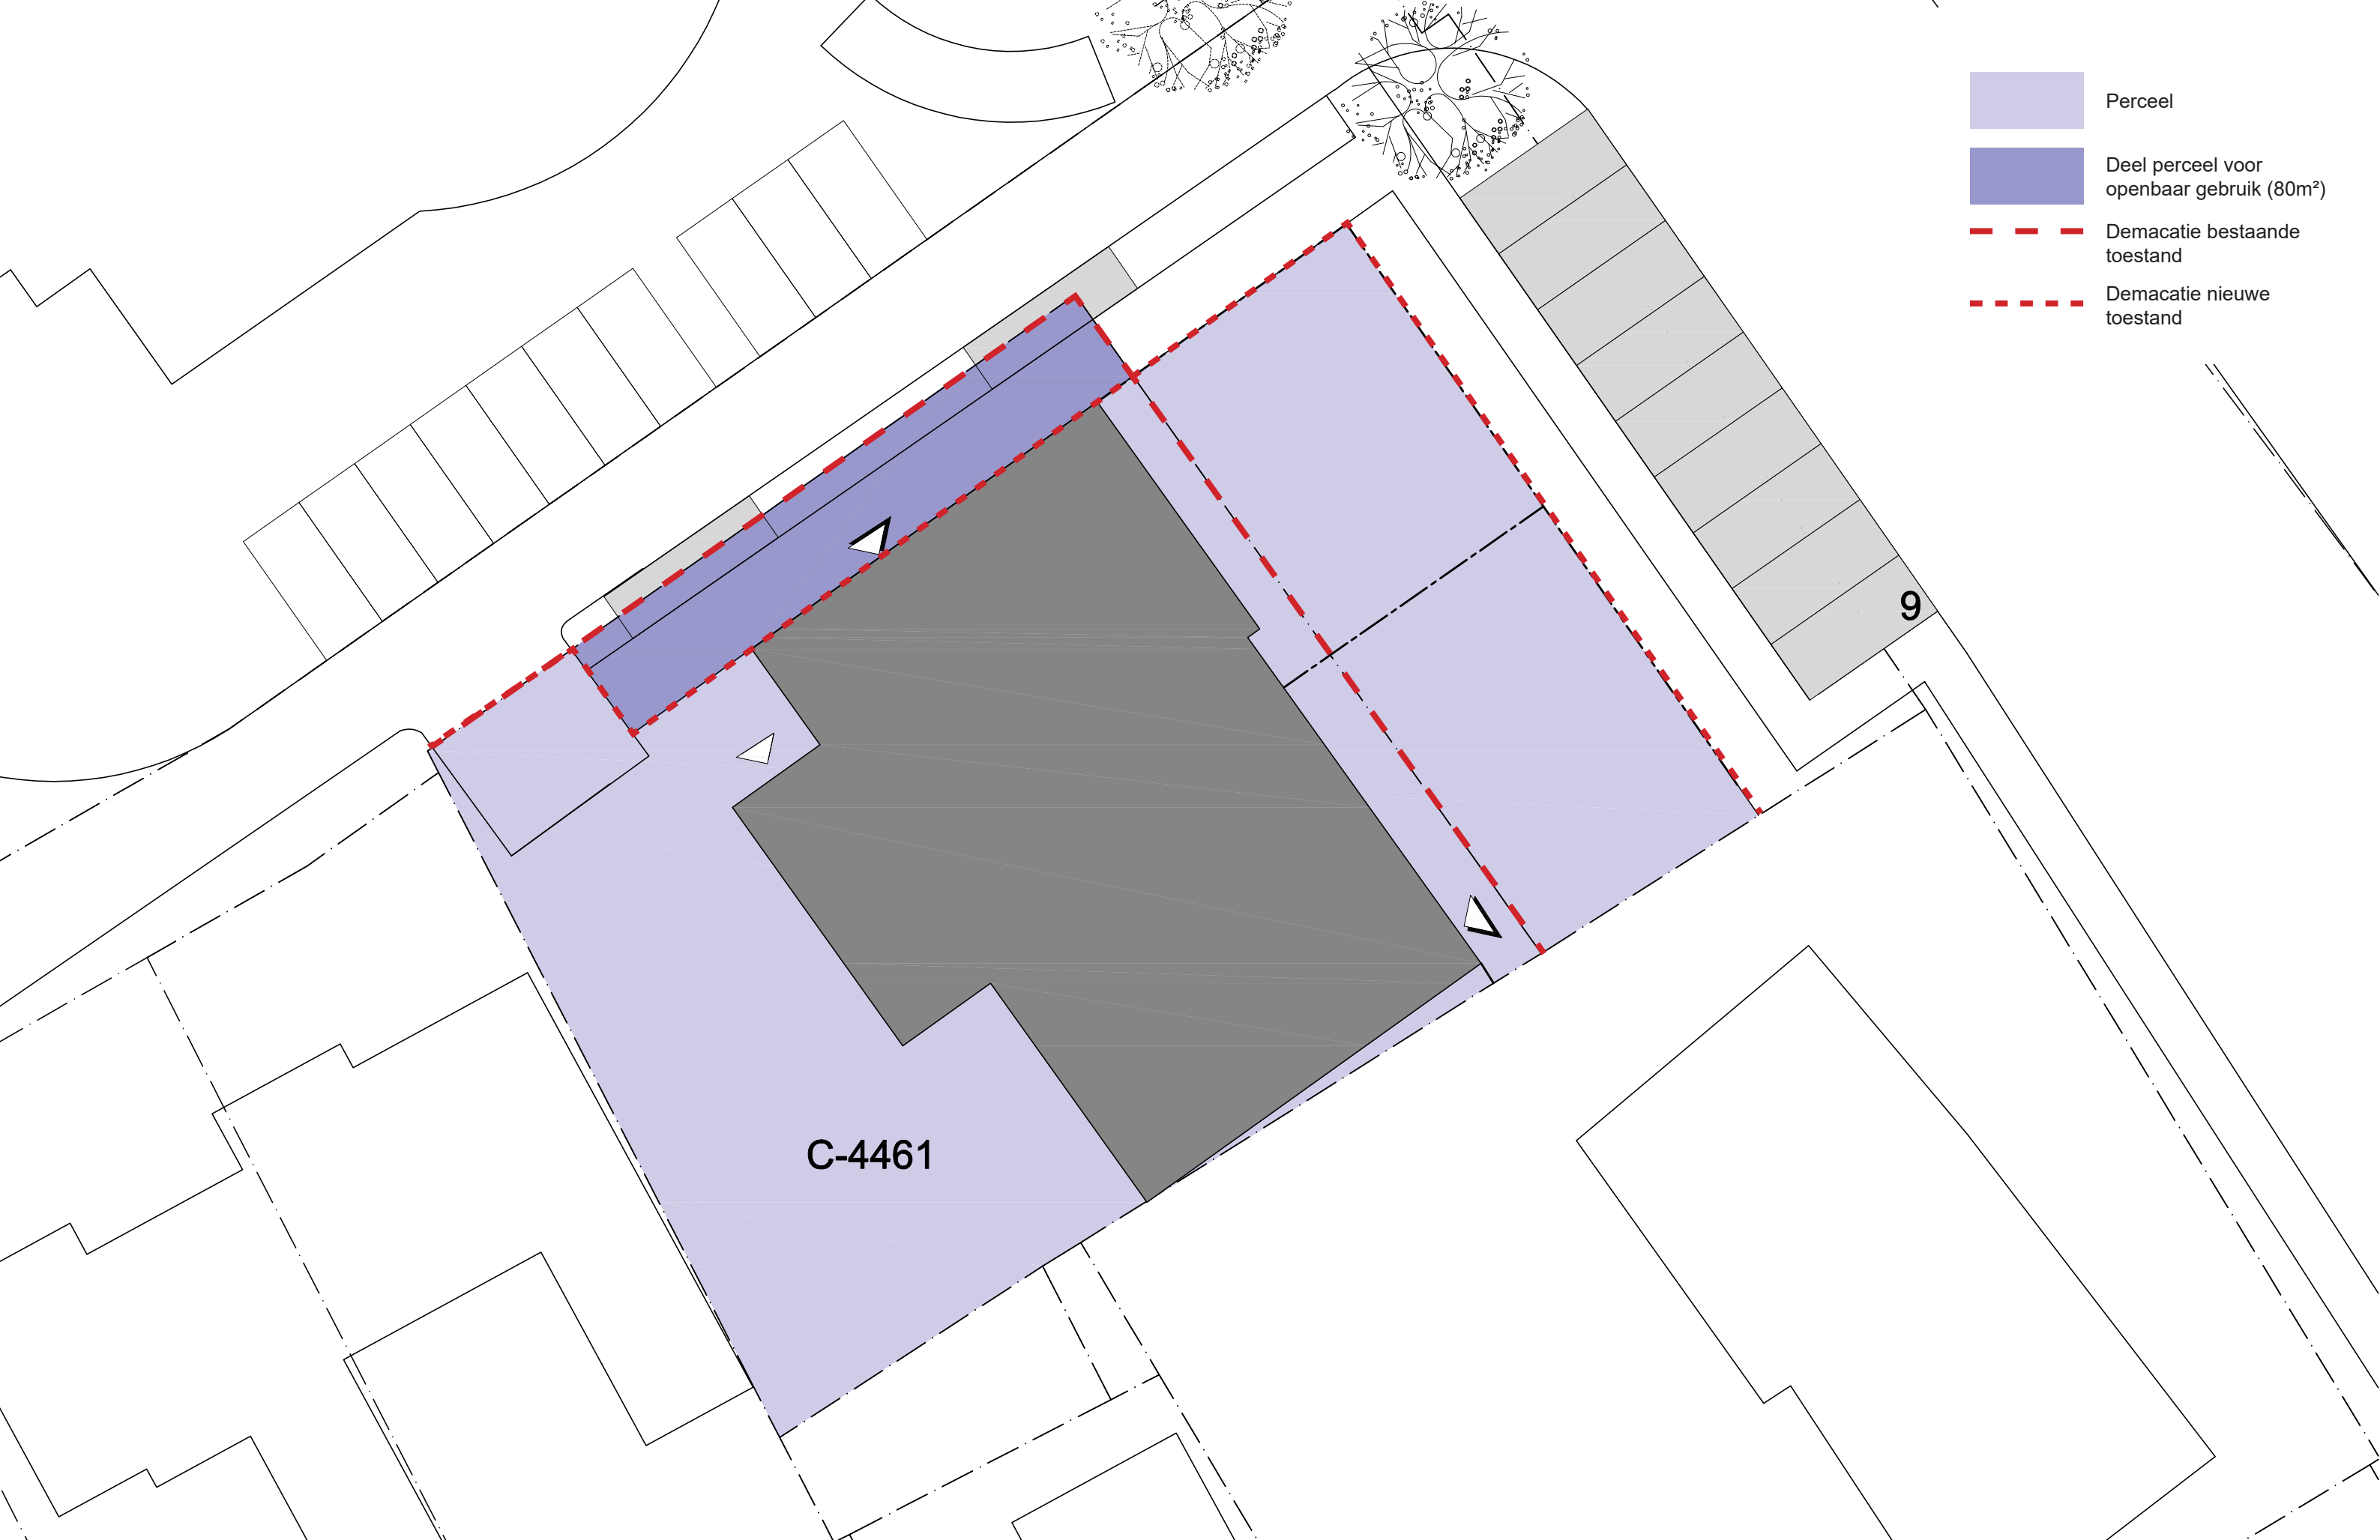 Perceel
Deel perceel voor
openbaar gebruik (80m²)
Demacatie bestaande
toestand
Demacatie nieuwe
toestand
9
C-4461